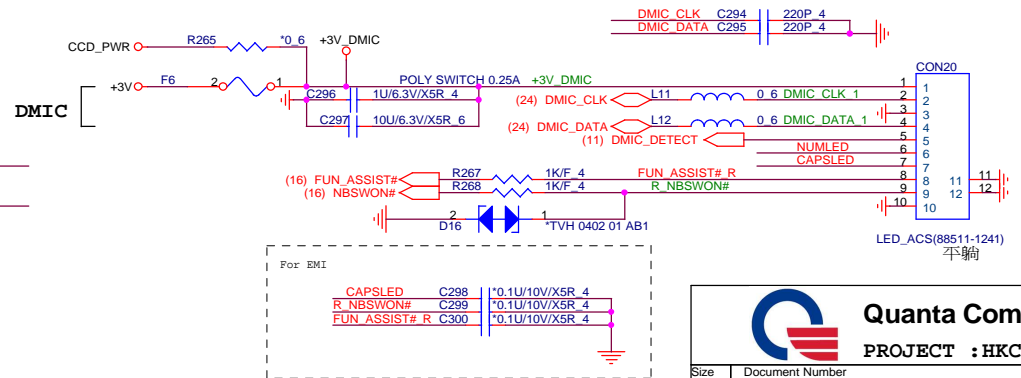 DMIC_CLK C294 220P_4
DMIC_DATA C295 220P_4
CCD_PWR R265 *0_6 +3V_DMIC
CON20
DMIC +3V F6 2 1 POLY SWITCH 0.25A +3V_DMIC 1 1
C296 1U/6.3V/X5R_4 (24) DMIC_CLK L11 0_6 DMIC_CLK_1 2 2
3 3
C297 10U/6.3V/X5R_6 (24) DMIC_DATA L12 0_6 DMIC_DATA_1 4 4
(11) DMIC_DETECT 5 5
NUMLED 6 6
CAPSLED 7 7
(16) FUN_ASSIST# R267 1K/F_4 FUN_ASSIST#_R 8 8 11 11
(16) NBSWON# R268 1K/F_4 R_NBSWON# 9 9 12 12
10 10
2 1
D16 *TVH 0402 01 AB1
LED_ACS(88511-1241)
平躺
For EMI
CAPSLED C298 *0.1U/10V/X5R_4
R_NBSWON# C299 *0.1U/10V/X5R_4
FUN_ASSIST#_R C300 *0.1U/10V/X5R_4
Quanta Com
PROJECT : HKC
Size Document Number